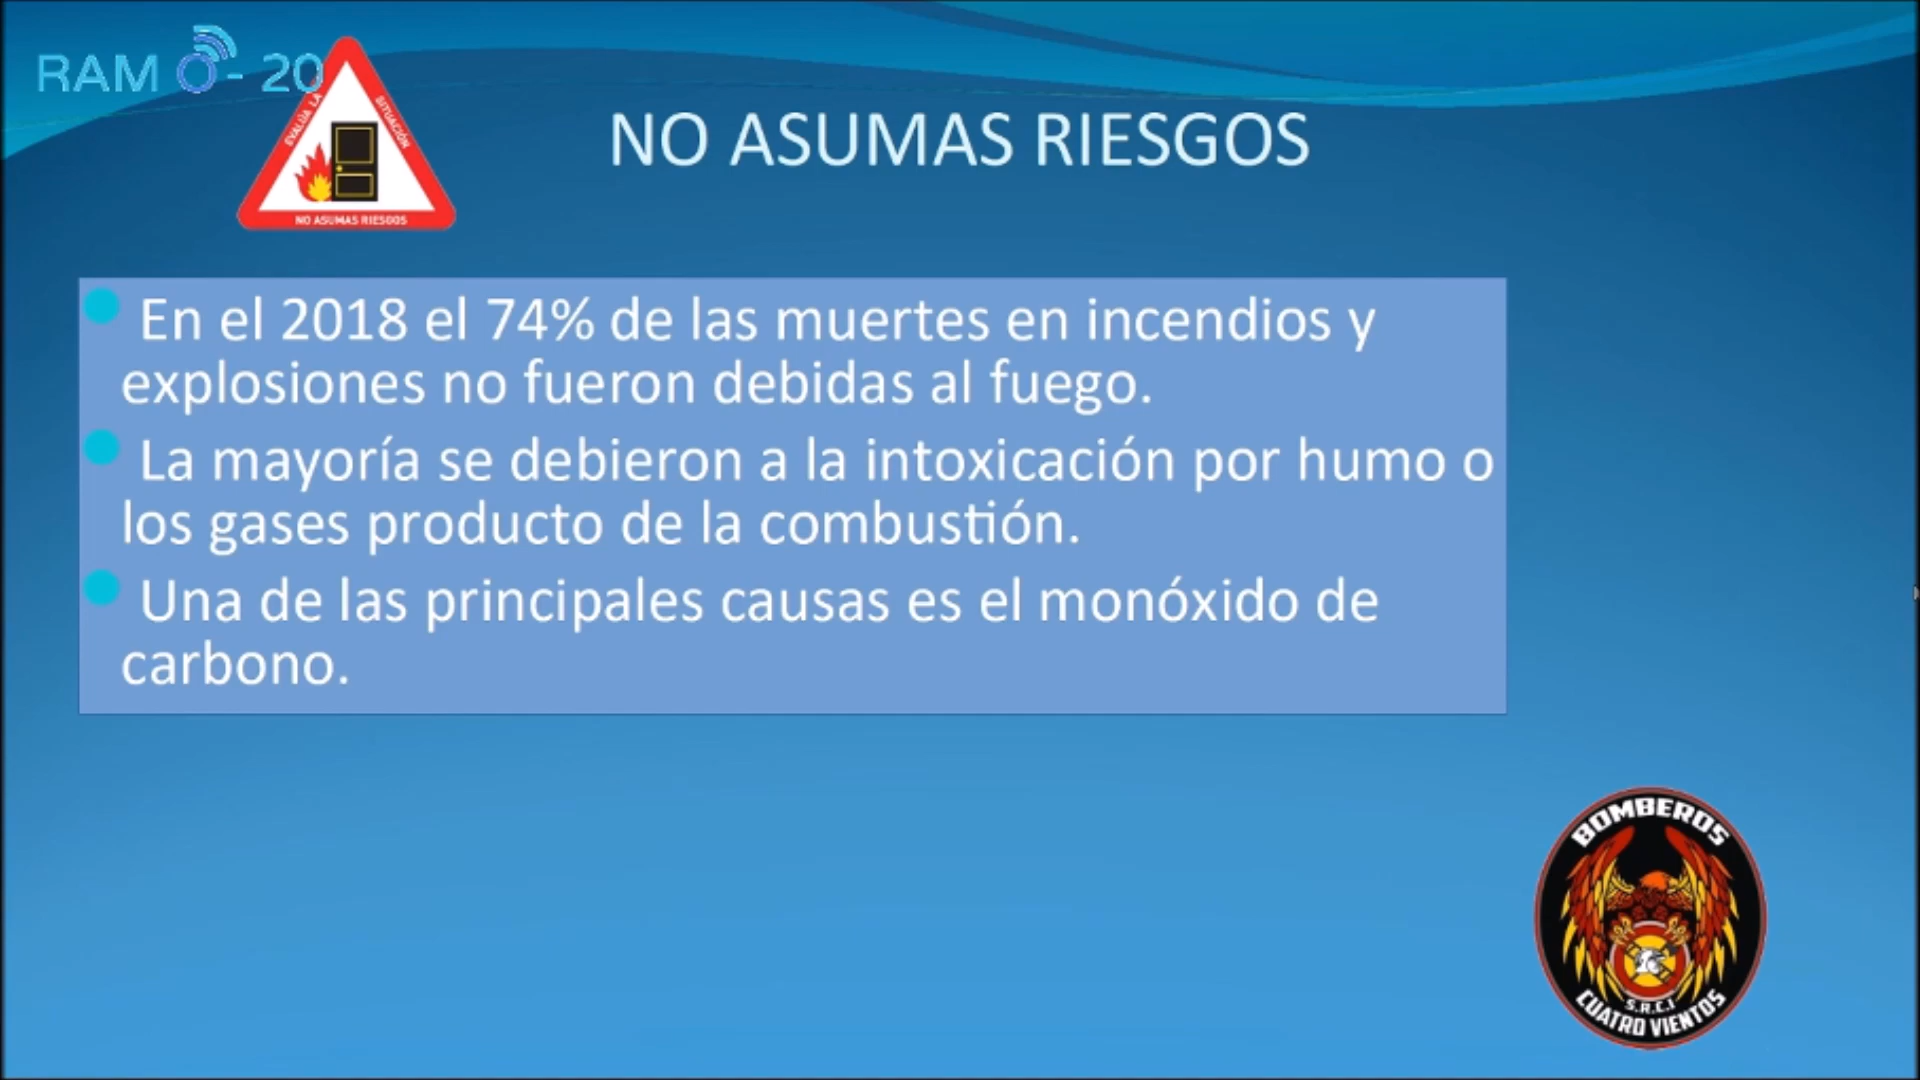 RAM O - 20
EVALÚA LA SITUACIÓN
NO ASUMAS RIESGOS
NO ASUMAS RIESGOS
En el 2018 el 74% de las muertes en incendios y
explosiones no fueron debidas al fuego.
La mayoría se debieron a la intoxicación por humo o
los gases producto de la combustión.
Una de las principales causas es el monóxido de
carbono.
BOMBEROS
S.R.C.I
CUATRO VIENTOS